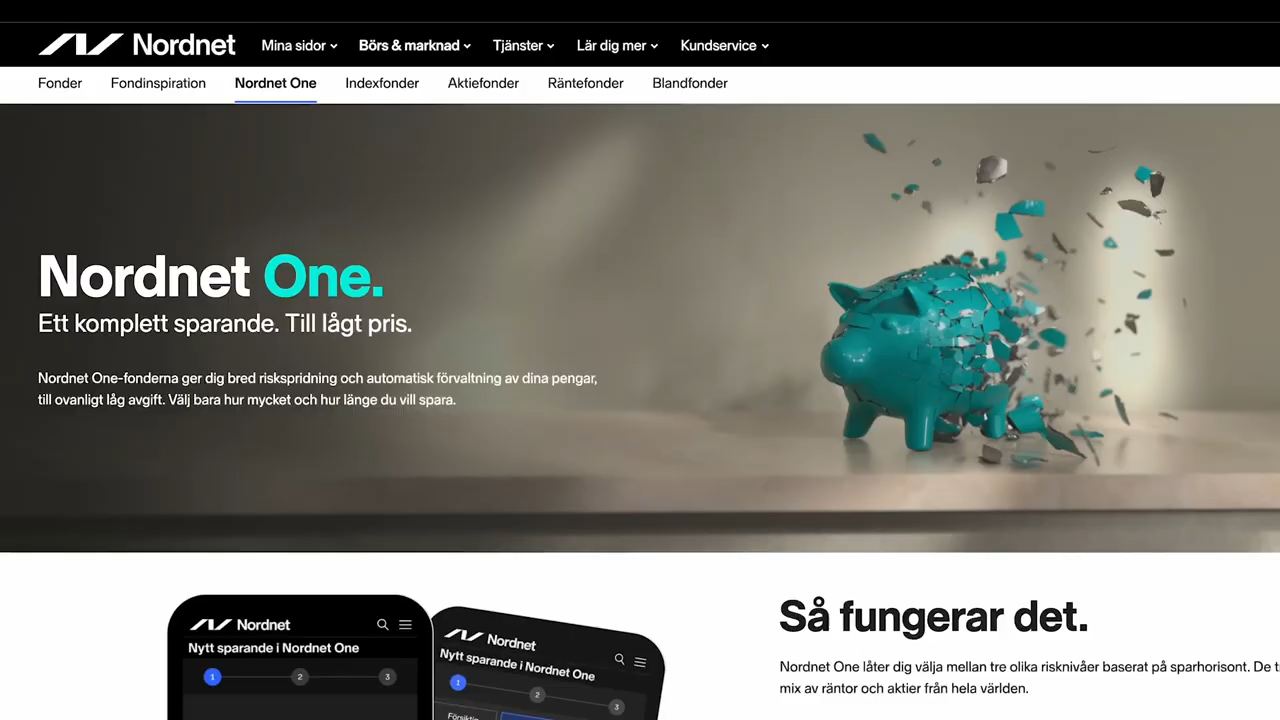 Nordnet
Mina sidor
Börs & marknad
Tjänster
Lär dig mer
Kundservice
Fonder
Fondinspiration
Nordnet One
Indexfonder
Aktiefonder
Räntefonder
Blandfonder
Nordnet One.
Ett komplett sparande. Till lågt pris.
Nordnet One-fonderna ger dig bred riskspridning och automatisk förvaltning av dina pengar,
till ovanligt låg avgift. Välj bara hur mycket och hur länge du vill spara.
Nordnet
Nytt sparande i Nordnet One
1 2 3
Nordnet
Nytt sparande i Nordnet One
1 2 3
Så fungerar det.
Nordnet One låter dig välja mellan tre olika risknivåer baserat på sparhorisont. De
mix av räntor och aktier från hela världen.